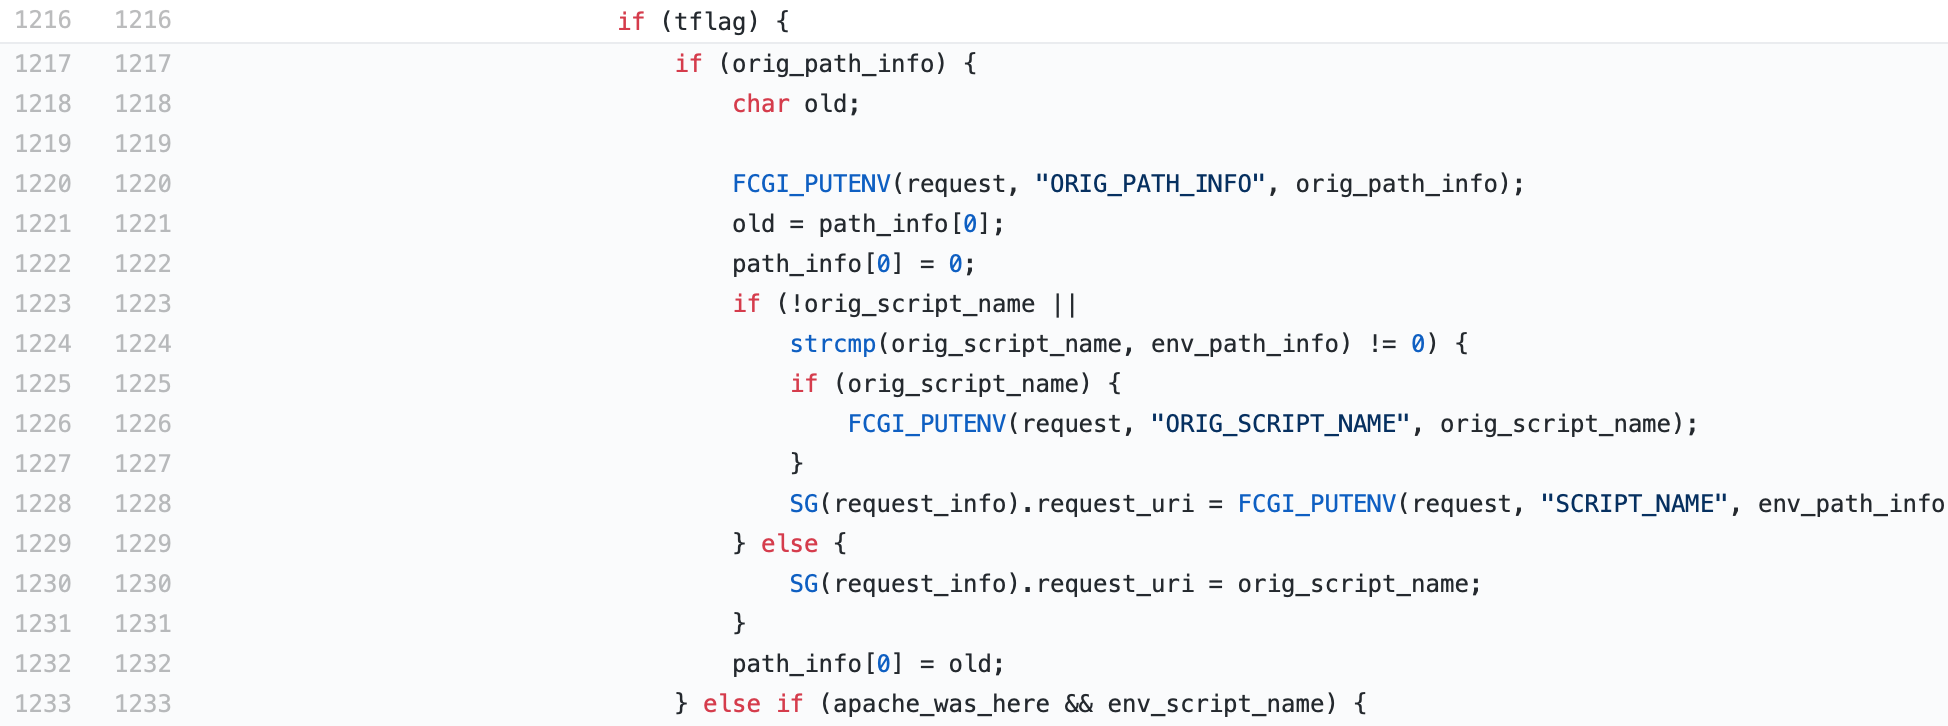 1216 1216 if (tflag) {
1217 1217 if (orig_path_info) {
1218 1218 char old;
1219 1219
1220 1220 FCGI_PUTENV(request, "ORIG_PATH_INFO", orig_path_info);
1221 1221 old = path_info[0];
1222 1222 path_info[0] = 0;
1223 1223 if (!orig_script_name ||
1224 1224 strcmp(orig_script_name, env_path_info) != 0) {
1225 1225 if (orig_script_name) {
1226 1226 FCGI_PUTENV(request, "ORIG_SCRIPT_NAME", orig_script_name);
1227 1227 }
1228 1228 SG(request_info).request_uri = FCGI_PUTENV(request, "SCRIPT_NAME", env_path_info
1229 1229 } else {
1230 1230 SG(request_info).request_uri = orig_script_name;
1231 1231 }
1232 1232 path_info[0] = old;
1233 1233 } else if (apache_was_here && env_script_name) {